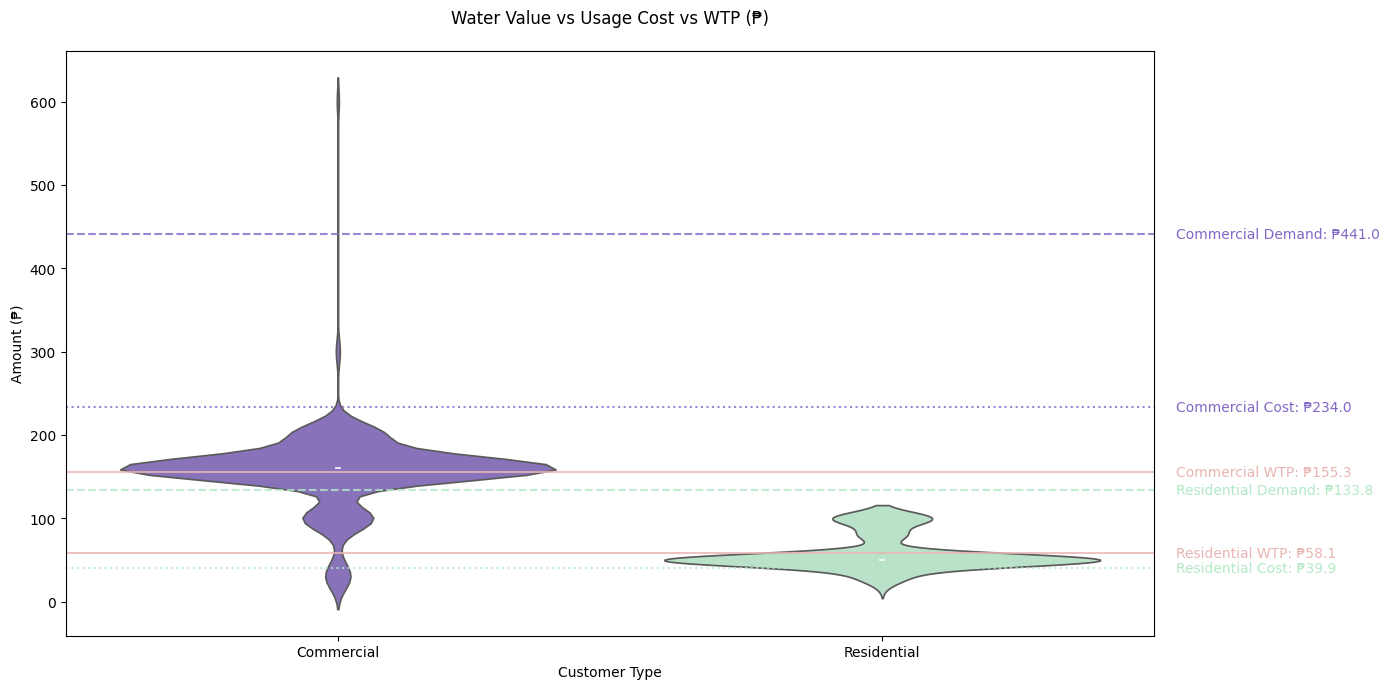 Water Value vs Usage Cost vs WTP (₱)
600
500
400
300
200
100
0
Amount (₱)
Commercial
Residential
Customer Type
Commercial Demand: ₱441.0
Commercial Cost: ₱234.0
Commercial WTP: ₱155.3
Residential Demand: ₱133.8
Residential WTP: ₱58.1
Residential Cost: ₱39.9